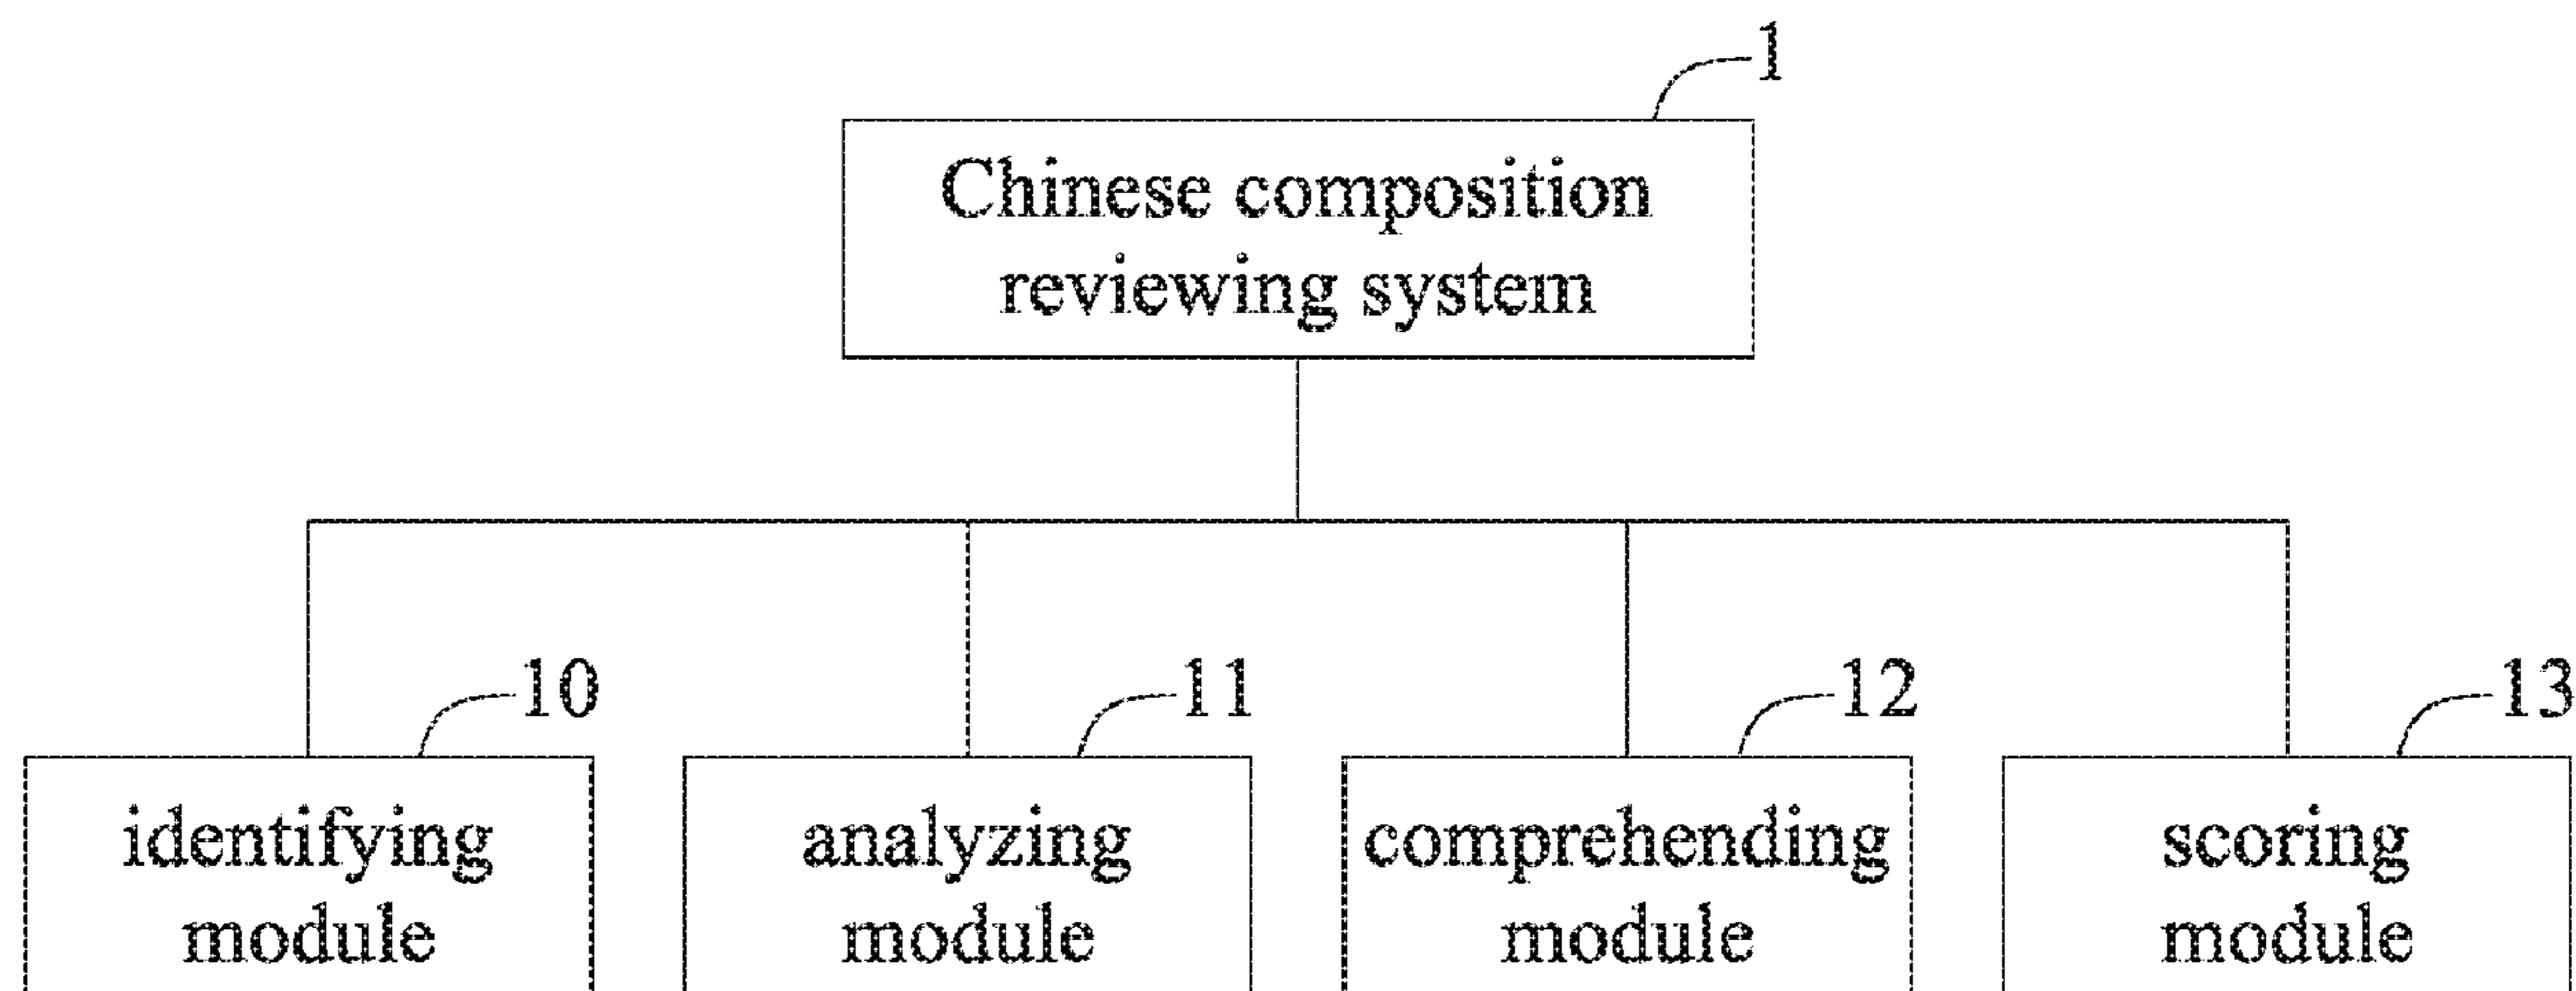 1
Chinese composition
reviewing system
10
11
12
13
identifying
module
analyzing
module
comprehending
module
scoring
module